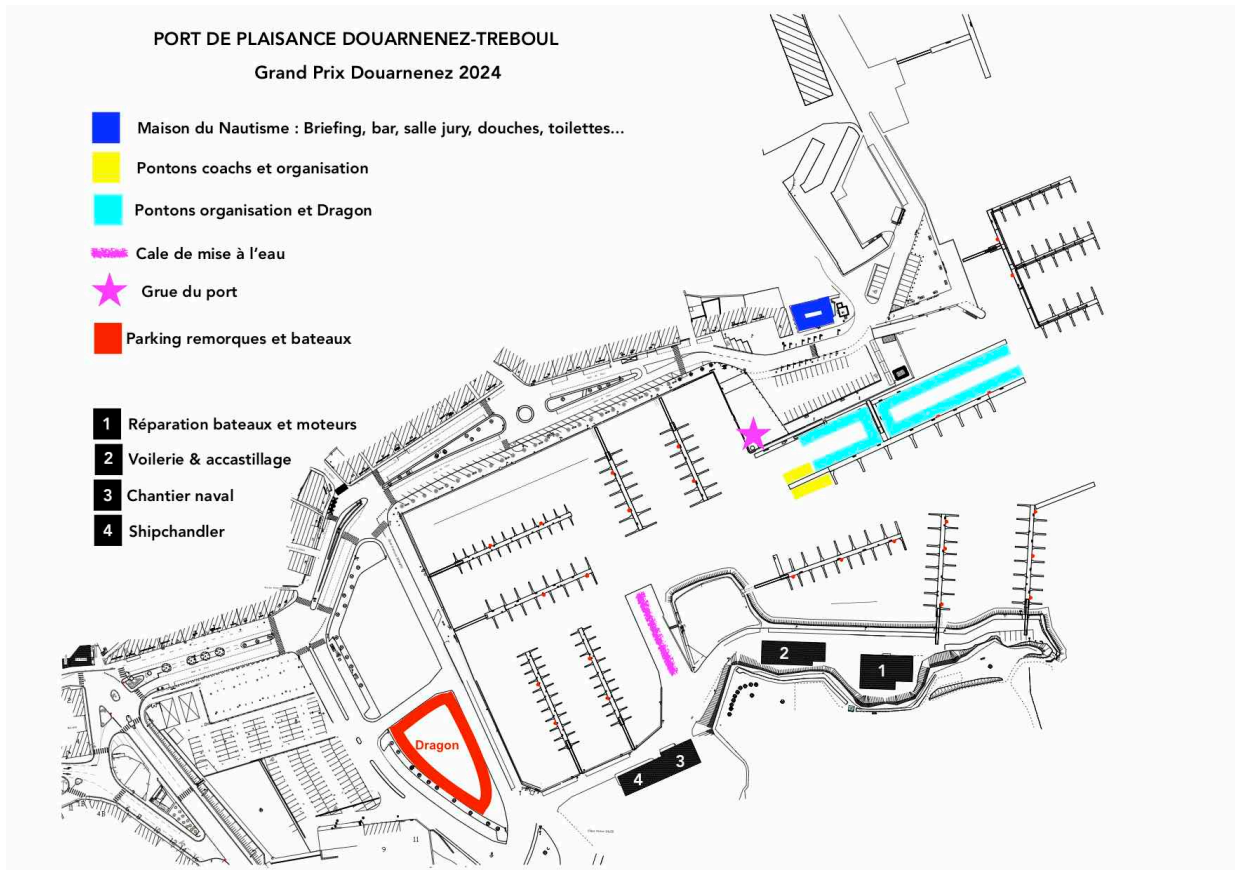 PORT DE PLAISANCE DOUARNENEZ-TREBOUL
Grand Prix Douarnenez 2024
Maison du Nautisme : Briefing, bar, salle jury, douches, toilettes...
Pontons coachs et organisation
Pontons organisation et Dragon
Cale de mise à l'eau
Grue du port
Parking remorques et bateaux
1 Réparation bateaux et moteurs
2 Voilerie & accastillage
3 Chantier naval
4 Shipchandler
2
1
Dragon
3
4
9
11